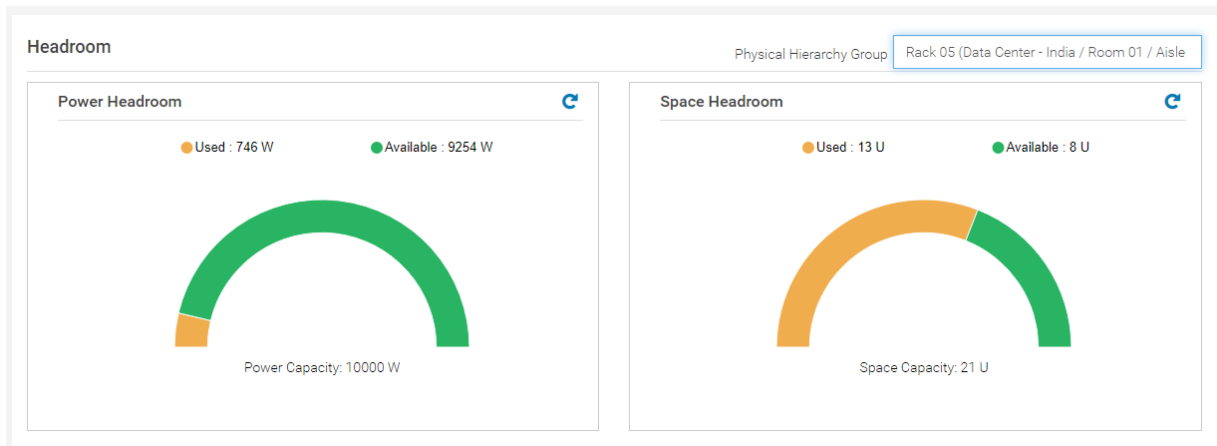 Headroom
Physical Hierarchy Group Rack 05 (Data Center - India / Room 01 / Aisle
Power Headroom
Used : 746 W Available : 9254 W
Power Capacity: 10000 W
Space Headroom
Used : 13 U Available : 8 U
Space Capacity: 21 U